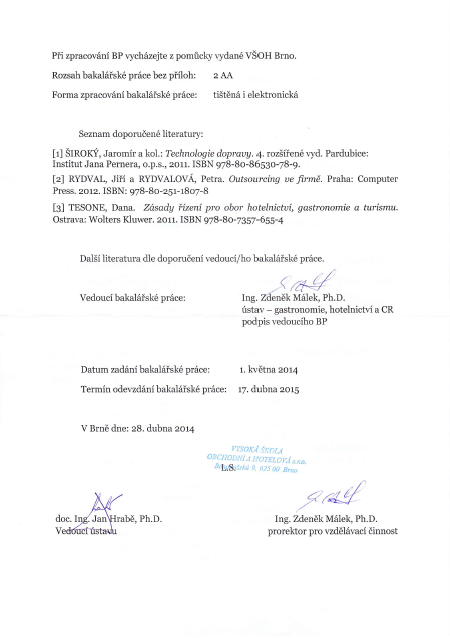 Při zpracování BP vycházejte z pomůcky vydané VŠOH Brno.
Rozsah bakalářské práce bez příloh: 2 AA
Forma zpracování bakalářské práce: tištěná i elektronická
Seznam doporučené literatury:
[1] ŠIROKÝ, Jaromír a kol.: Technologie dopravy. 4. rozšířené vyd. Pardubice:
Institut Jana Pernera, o.p.s., 2011. ISBN 978-80-86530-78-9.
[2] RYDVAL, Jiří a RYDVALOVÁ, Petra. Outsourcing ve firmě. Praha: Computer
Press. 2012. ISBN: 978-80-251-1807-8
[3] TESONE, Dana. Zásady řízení pro obor hotelnictví, gastronomie a turismu.
Ostrava: Wolters Kluwer. 2011. ISBN 978-80-7357-655-4
Další literatura dle doporučení vedoucí/ho bakalářské práce.
Vedoucí bakalářské práce: Ing. Zdeněk Málek, Ph.D.
ústav – gastronomie, hotelnictví a CR
podpis vedoucího BP
Datum zadání bakalářské práce: 1. května 2014
Termín odevzdání bakalářské práce: 17. dubna 2015
V Brně dne: 28. dubna 2014
VYSOKÁ ŠKOLA
OBCHODNÍ A HOTELOVÁ s.r.o.
L.S. 9, 625 00 Brno
doc. Ing. Jan Hrabě, Ph.D. Ing. Zdeněk Málek, Ph.D.
Vedoucí ústavu prorektor pro vzdělávací činnost